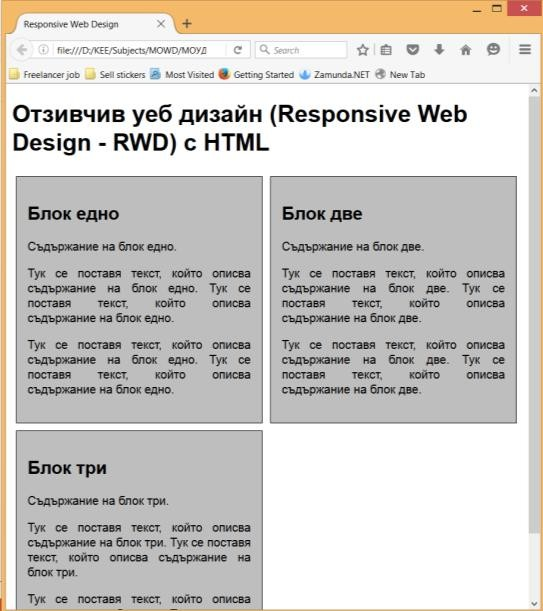 Responsive Web Design
file:///D:/KEE/Subjects/MOWD/МОУД
Search
Freelancer job Sell stickers Most Visited Getting Started Zamunda.NET New Tab
Отзивчив уеб дизайн (Responsive Web
Design - RWD) с HTML
Блок едно
Съдържание на блок едно.
Тук се поставя текст, който описва
съдържание на блок едно. Тук се
поставя текст, който описва
съдържание на блок едно.
Тук се поставя текст, който описва
съдържание на блок едно. Тук се
поставя текст, който описва
съдържание на блок едно.
Блок две
Съдържание на блок две.
Тук се поставя текст, който описва
съдържание на блок две. Тук се
поставя текст, който описва
съдържание на блок две.
Тук се поставя текст, който описва
съдържание на блок две. Тук се
поставя текст, който описва
съдържание на блок две.
Блок три
Съдържание на блок три.
Тук се поставя текст, който описва
съдържание на блок три. Тук се поставя
текст, който описва съдържание на
блок три.
Тук се поставя текст, който описва